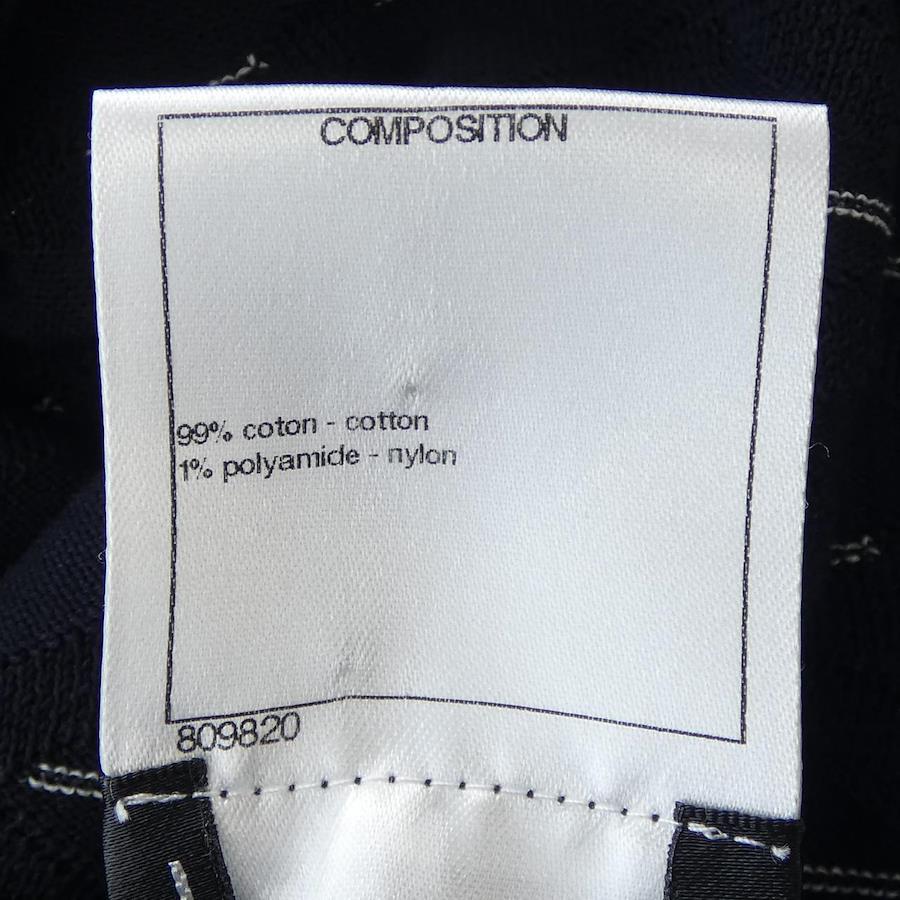 COMPOSITION
99% coton - cotton
1% polyamide - nylon
809820